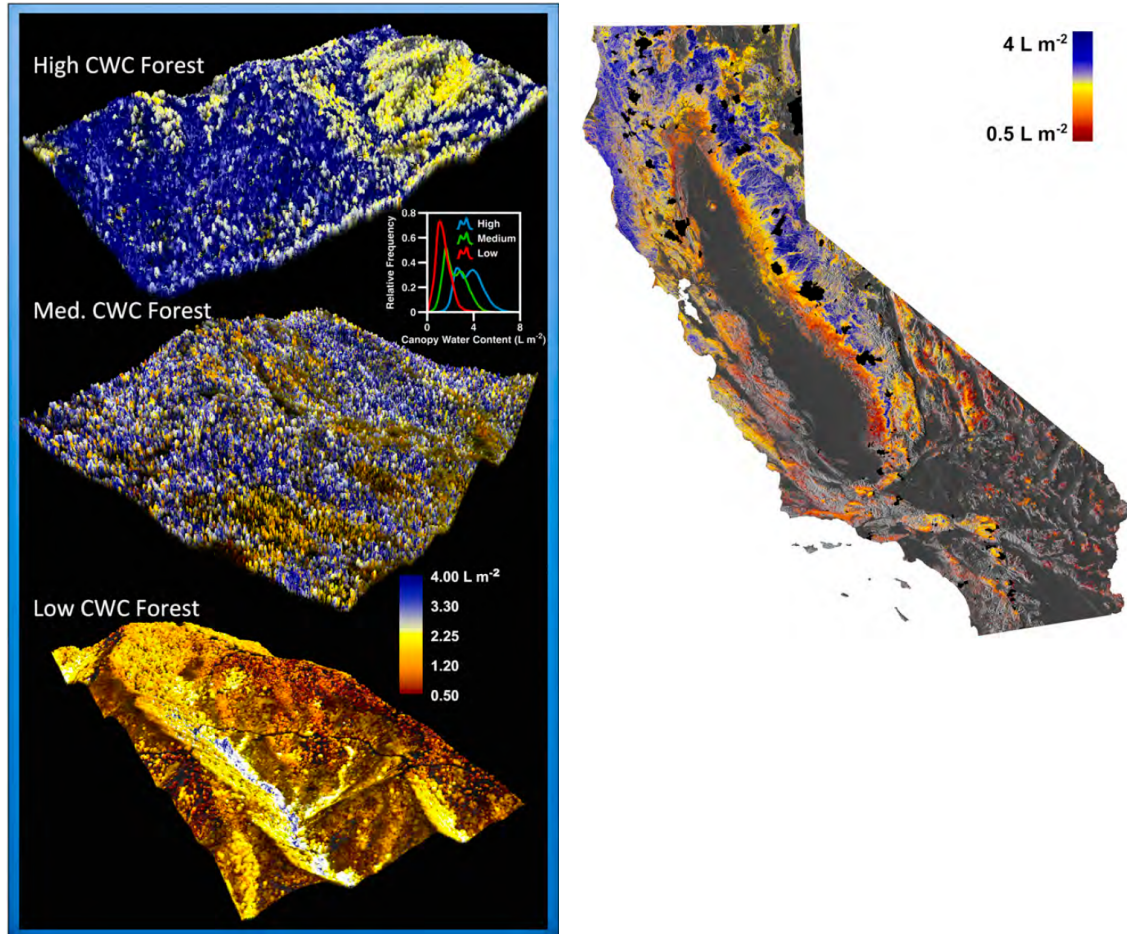 High CWC Forest
0.8
0.6
0.4
0.2
0
Relative Frequency
High
Medium
Low
0
4
8
Canopy Water Content (L m⁻²)
Med. CWC Forest
4.00 L m⁻²
3.30
2.25
1.20
0.50
Low CWC Forest
4 L m⁻²
0.5 L m⁻²